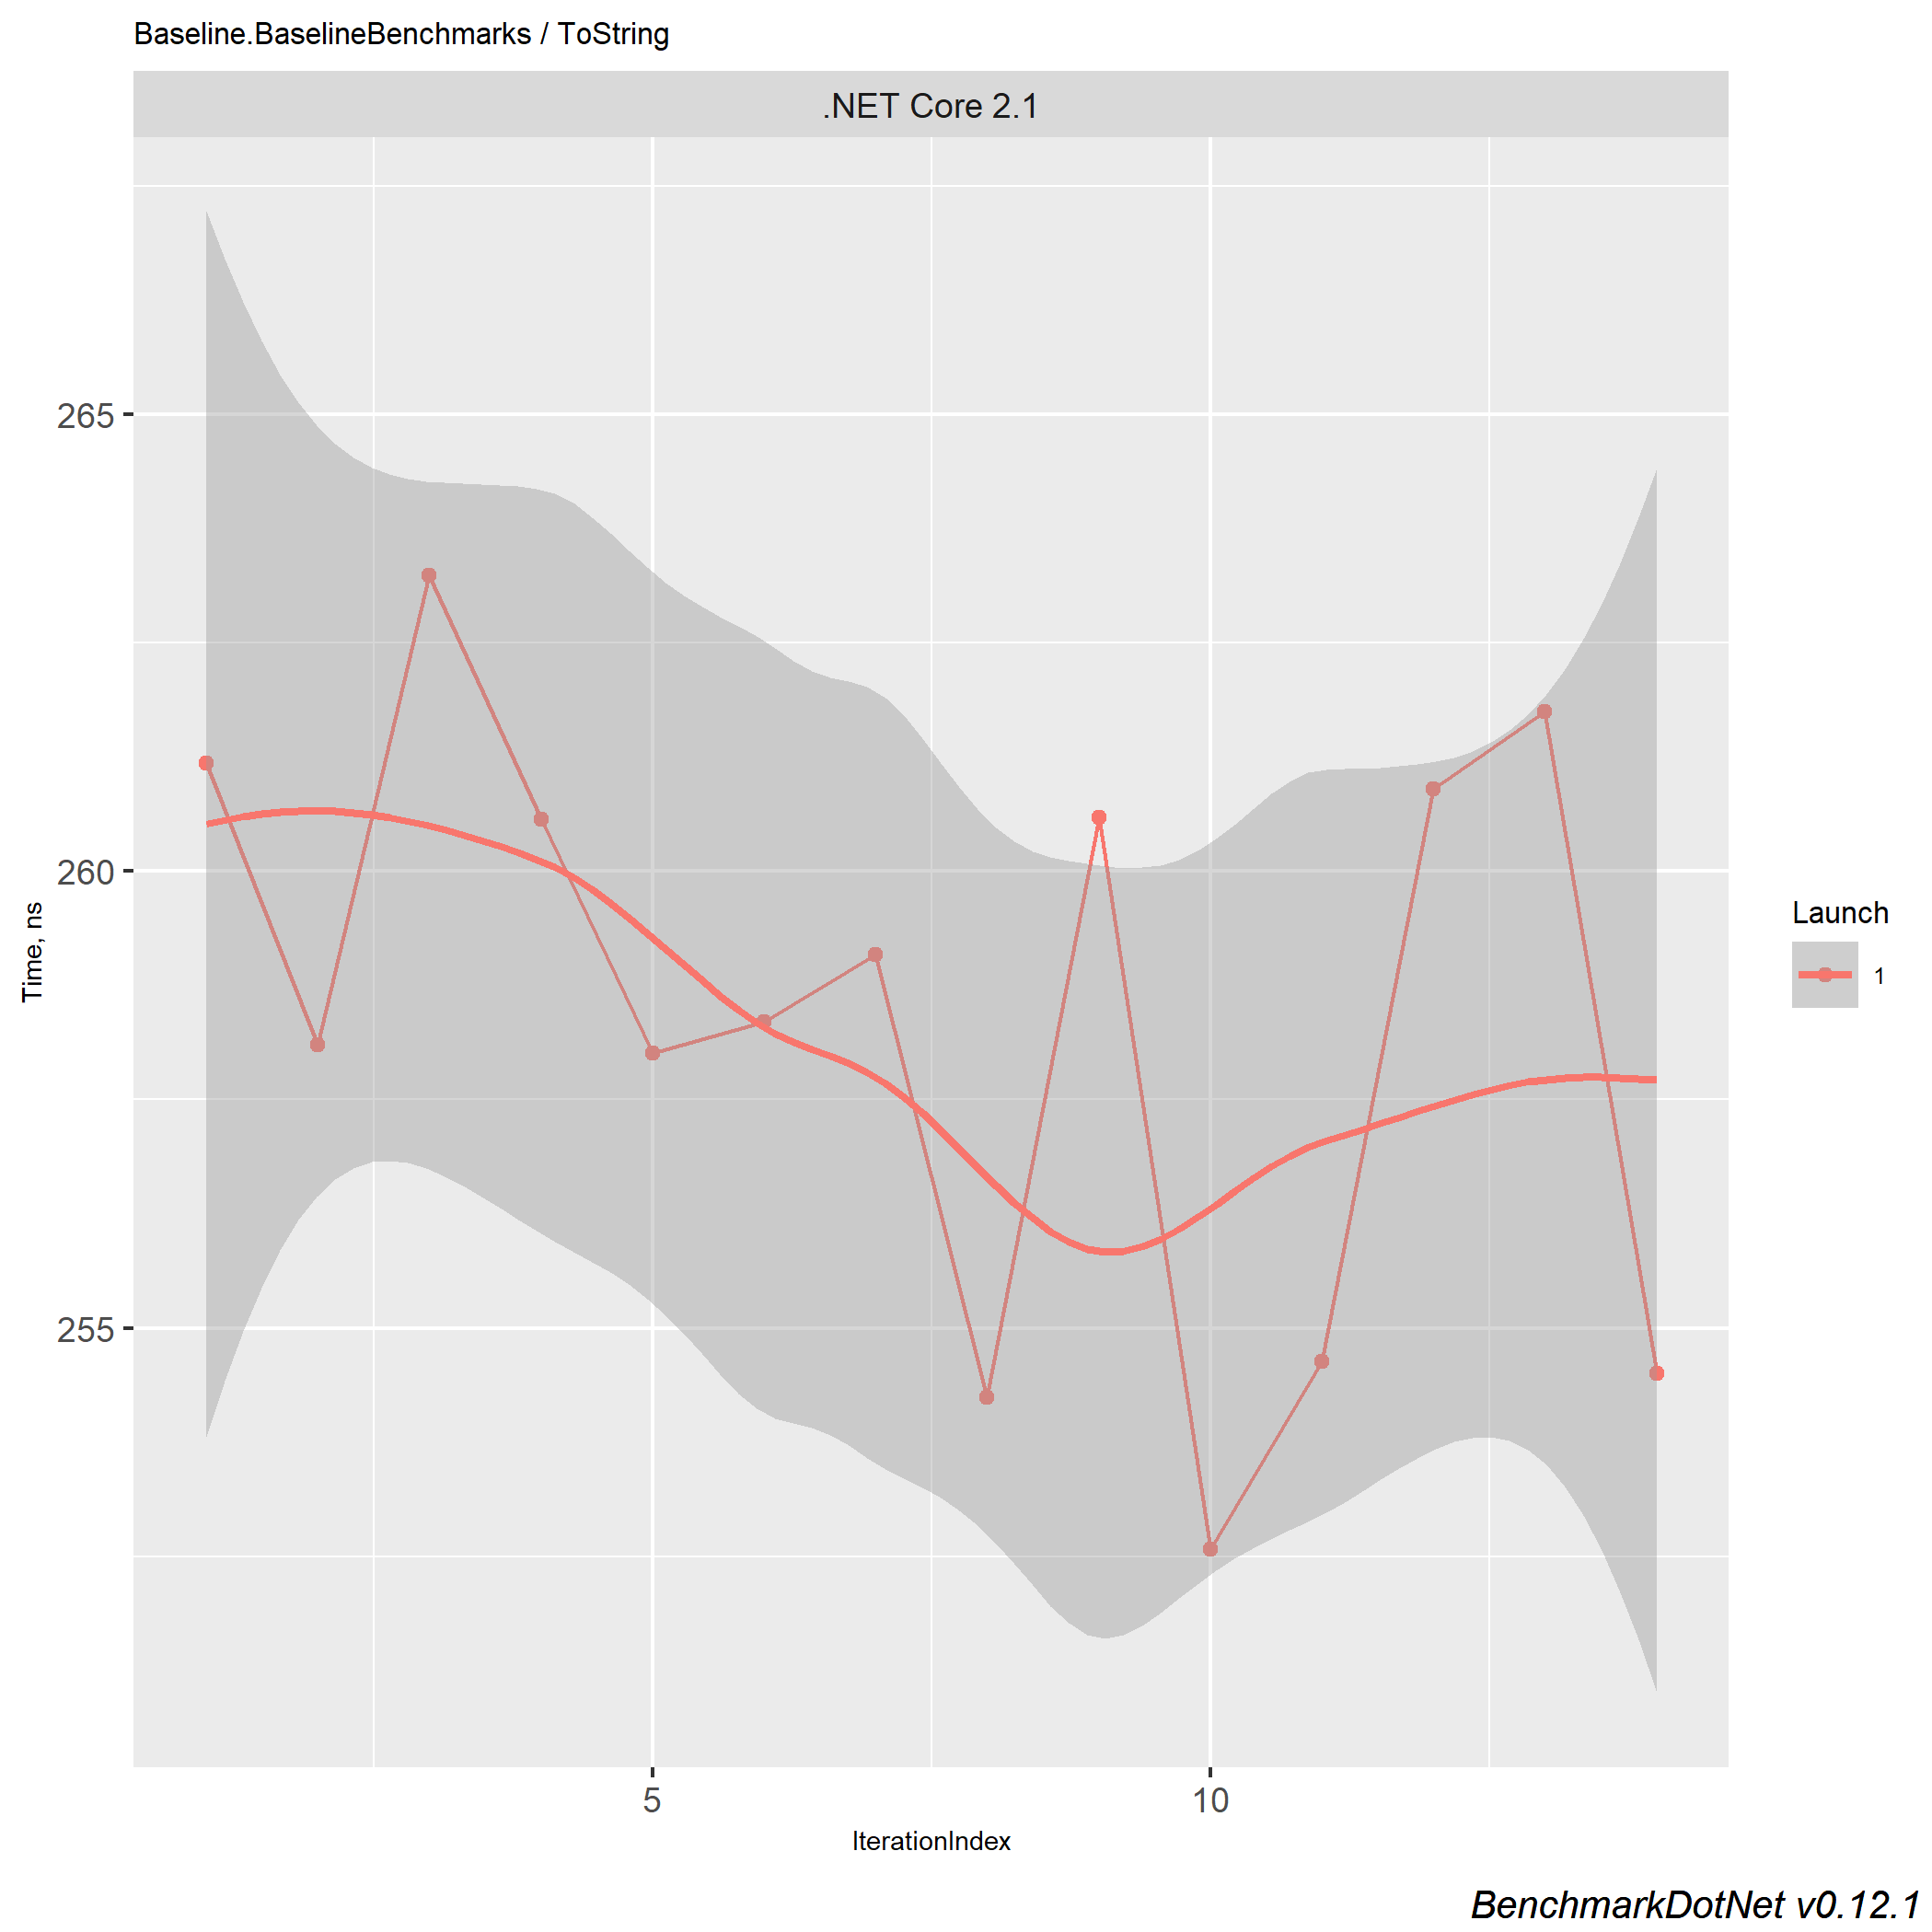 Baseline.BaselineBenchmarks / ToString
.NET Core 2.1
265
260
255
Time, ns
5
10
IterationIndex
Launch
1
BenchmarkDotNet v0.12.1